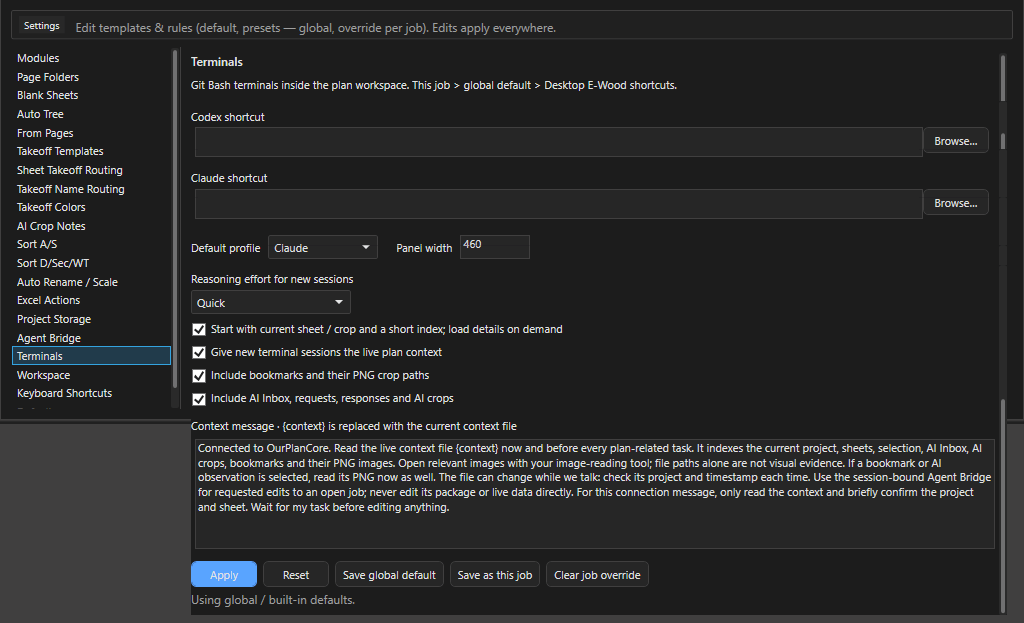 Settings
Edit templates & rules (default, presets — global, override per job). Edits apply everywhere.
Modules
Page Folders
Blank Sheets
Auto Tree
From Pages
Takeoff Templates
Sheet Takeoff Routing
Takeoff Name Routing
Takeoff Colors
AI Crop Notes
Sort A/S
Sort D/Sec/WT
Auto Rename / Scale
Excel Actions
Project Storage
Agent Bridge
Terminals
Workspace
Keyboard Shortcuts
Terminals
Git Bash terminals inside the plan workspace. This job > global default > Desktop E-Wood shortcuts.
Codex shortcut
Browse...
Claude shortcut
Browse...
Default profile Claude Panel width 460
Reasoning effort for new sessions
Quick
Start with current sheet / crop and a short index; load details on demand
Give new terminal sessions the live plan context
Include bookmarks and their PNG crop paths
Include AI Inbox, requests, responses and AI crops
Context message · {context} is replaced with the current context file
Connected to OurPlanCore. Read the live context file {context} now and before every plan-related task. It indexes the current project, sheets, selection, AI Inbox, AI
crops, bookmarks and their PNG images. Open relevant images with your image-reading tool; file paths alone are not visual evidence. If a bookmark or AI
observation is selected, read its PNG now as well. The file can change while we talk: check its project and timestamp each time. Use the session-bound Agent Bridge
for requested edits to an open job; never edit its package or live data directly. For this connection message, only read the context and briefly confirm the project
and sheet. Wait for my task before editing anything.
Apply Reset Save global default Save as this job Clear job override
Using global / built-in defaults.